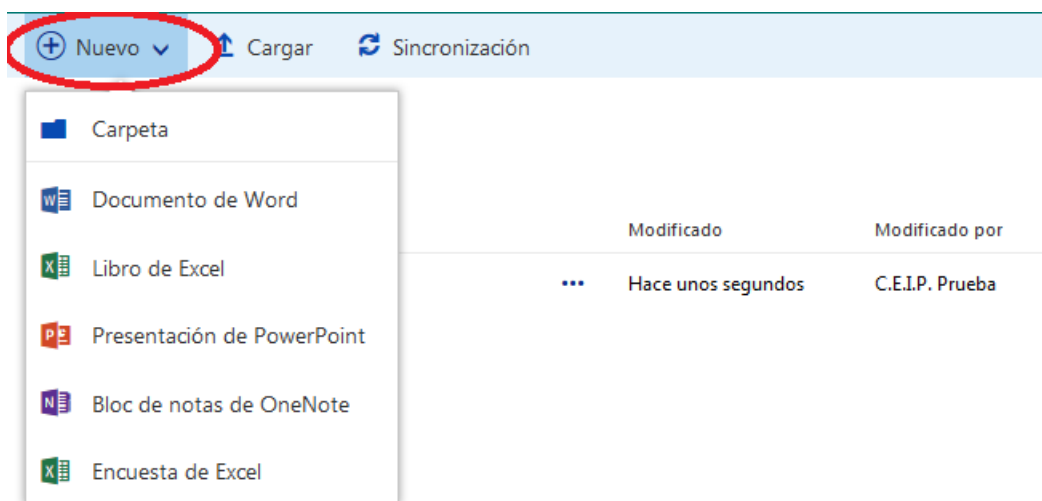 Nuevo
Cargar
Sincronización
Carpeta
Documento de Word
Libro de Excel
Presentación de PowerPoint
Bloc de notas de OneNote
Encuesta de Excel
Modificado Modificado por
... Hace unos segundos C.E.I.P. Prueba